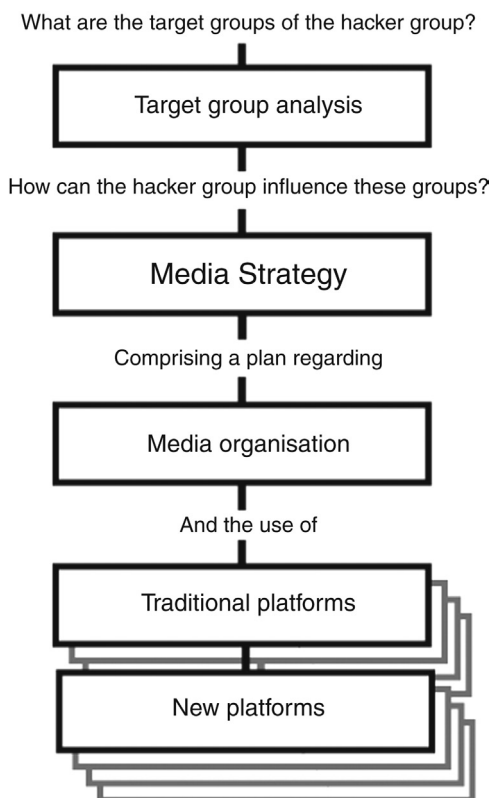 What are the target groups of the hacker group?
Target group analysis
How can the hacker group influence these groups?
Media Strategy
Comprising a plan regarding
Media organisation
And the use of
Traditional platforms
New platforms